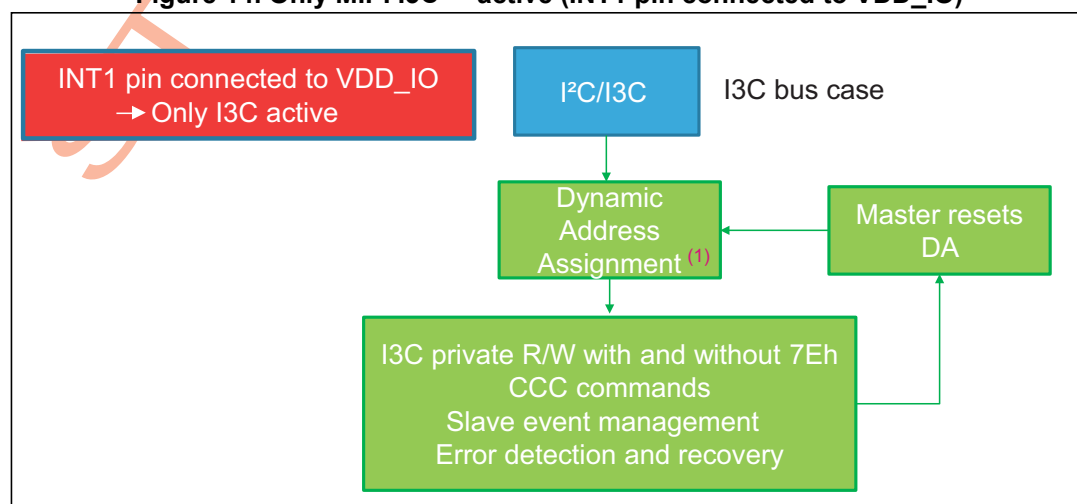 INT1 pin connected to VDD_IO
→ Only I3C active
I²C/I3C
I3C bus case
Dynamic
Address
Assignment (1)
Master resets
DA
I3C private R/W with and without 7Eh
CCC commands
Slave event management
Error detection and recovery